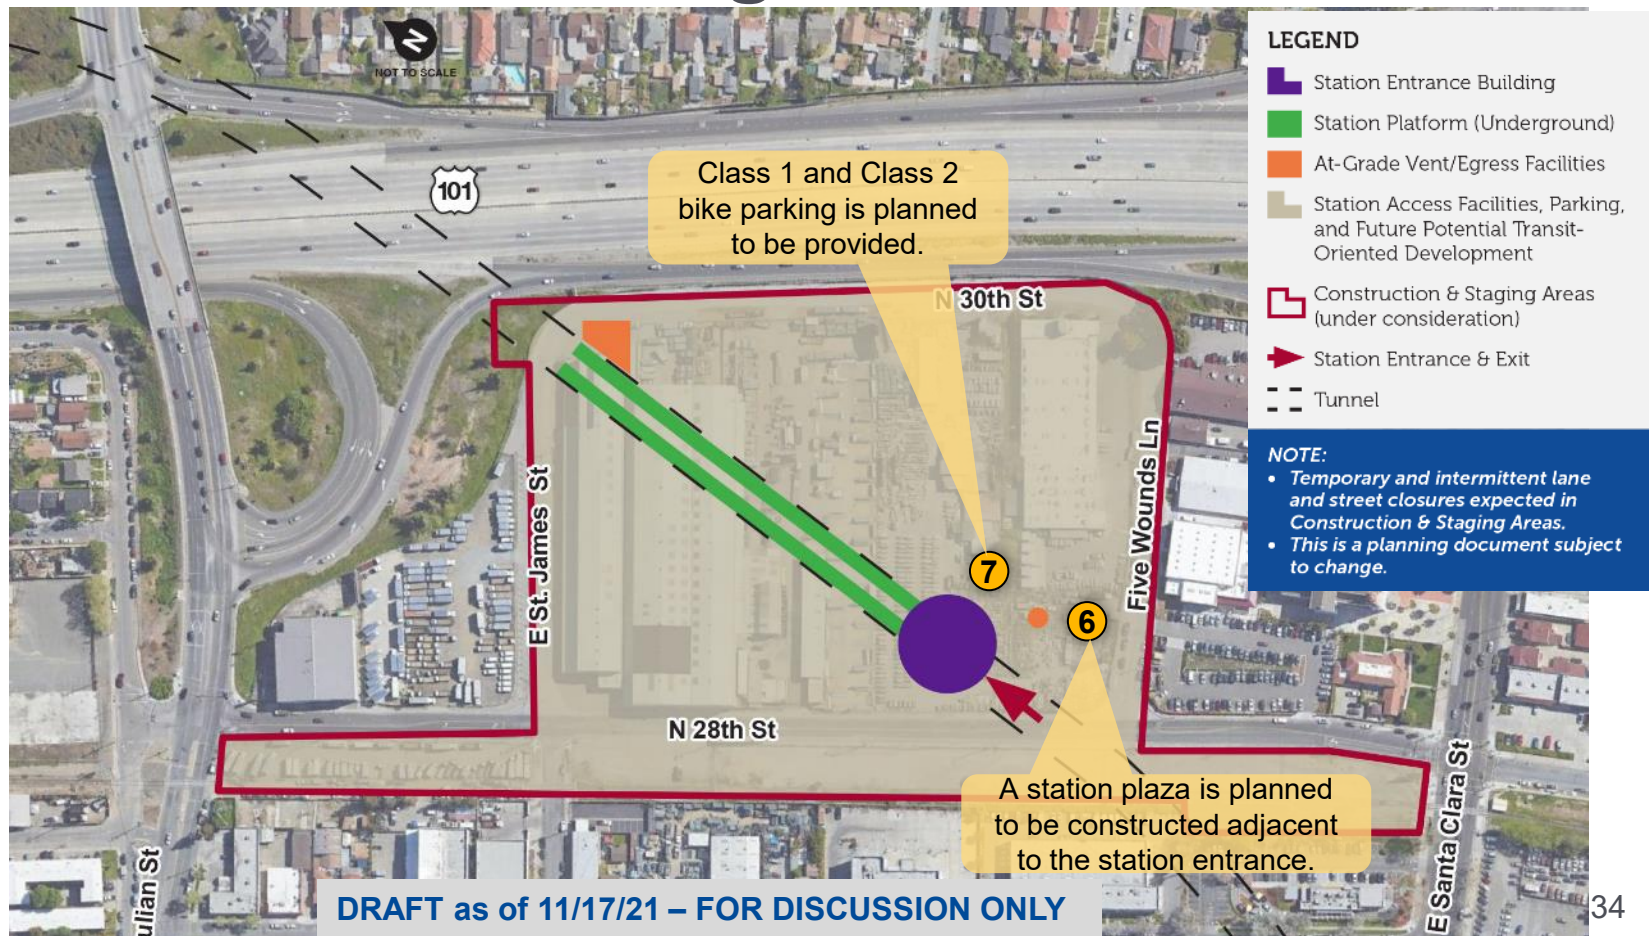 N
NOT TO SCALE
101
Class 1 and Class 2
bike parking is planned
to be provided.
N 30th St
E St. James St
Five Wounds Ln
7
6
N 28th St
A station plaza is planned
to be constructed adjacent
to the station entrance.
E Santa Clara St
ulian St
DRAFT as of 11/17/21 – FOR DISCUSSION ONLY
34
LEGEND
Station Entrance Building
Station Platform (Underground)
At-Grade Vent/Egress Facilities
Station Access Facilities, Parking,
and Future Potential Transit-
Oriented Development
Construction & Staging Areas
(under consideration)
Station Entrance & Exit
Tunnel
NOTE:
• Temporary and intermittent lane
and street closures expected in
Construction & Staging Areas.
• This is a planning document subject
to change.